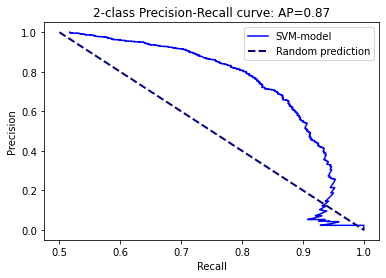 2-class Precision-Recall curve: AP=0.87
SVM-model
Random prediction
Precision
1.0
0.8
0.6
0.4
0.2
0.0
0.5 0.6 0.7 0.8 0.9 1.0
Recall